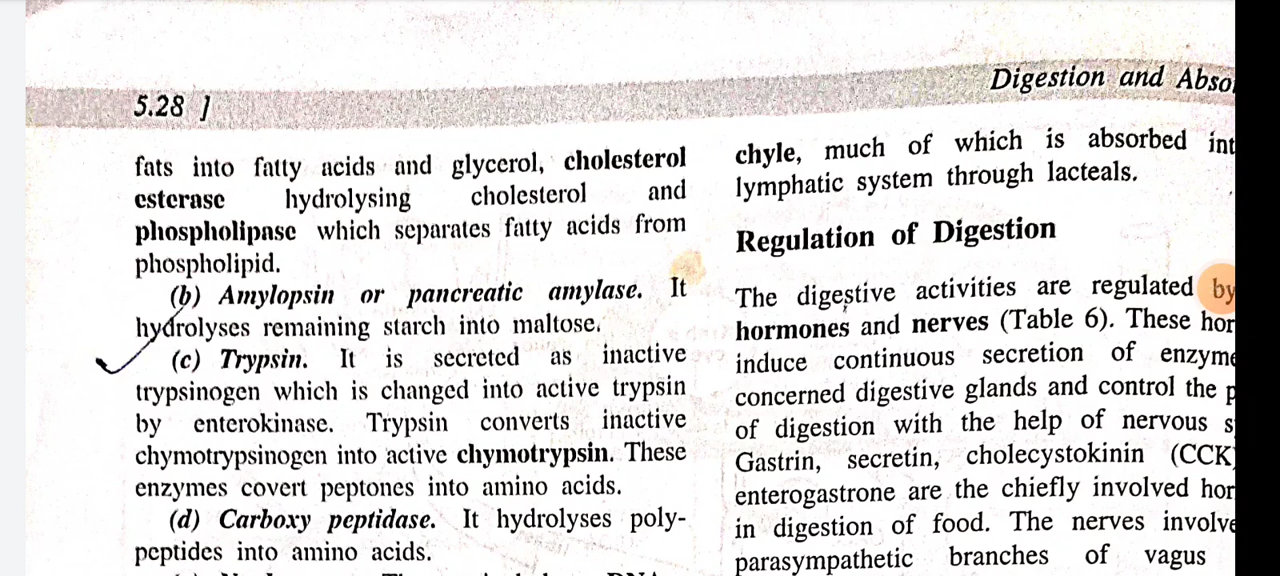 5.28 ]
Digestion and
fats into fatty acids and glycerol, cholesterol
esterase hydrolysing cholesterol and
phospholipase which separates fatty acids from
phospholipid.
(b) Amylopsin or pancreatic amylase. It
hydrolyses remaining starch into maltose.
(c) Trypsin. It is secreted as inactive
trypsinogen which is changed into active trypsin
by enterokinase. Trypsin converts inactive
chymotrypsinogen into active chymotrypsin. These
enzymes covert peptones into amino acids.
(d) Carboxy peptidase. It hydrolyses poly-
peptides into amino acids.
chyle, much of which is absorbed
lymphatic system through lacteals.
Regulation of Digestion
The digestive activities are regulated by
hormones and nerves (Table 6). These
induce continuous secretion of
concerned digestive glands and control the
of digestion with the help of nervous
Gastrin, secretin, cholecystokinin (CCK)
enterogastrone are the chiefly involved
in digestion of food. The nerves
parasympathetic branches of vagus